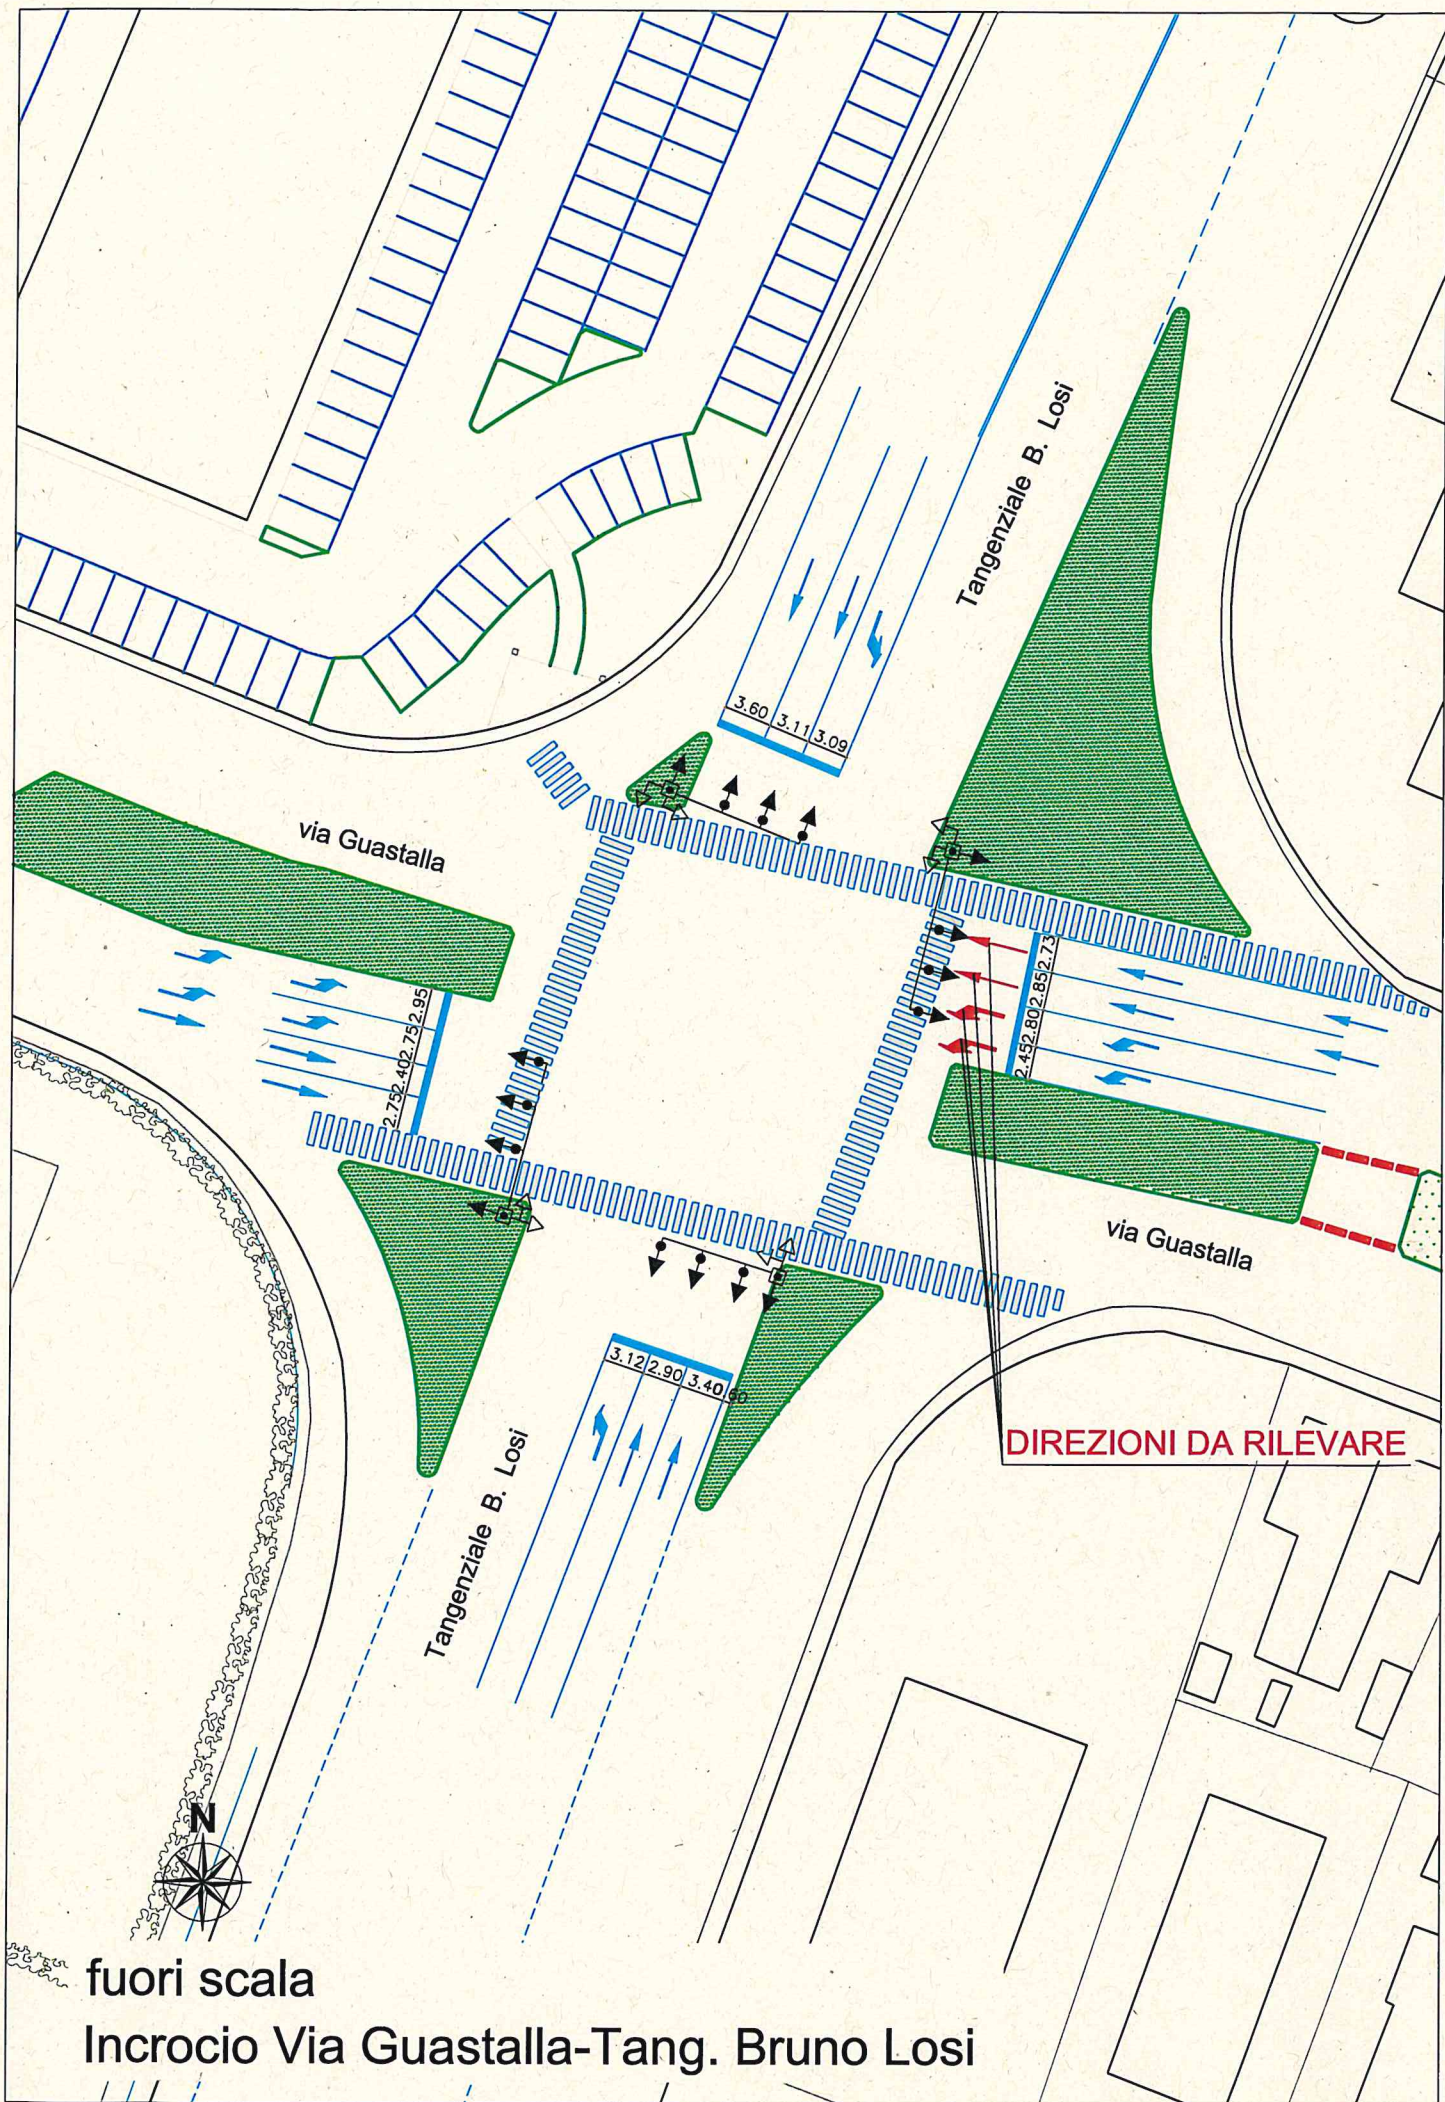 Tangenziale B. Losi
3.60 3.11 3.09
via Guastalla
2.95
2.75
2.40
2.75
2.73
2.85
2.80
2.45
via Guastalla
3.12 2.90 3.40 .60
DIREZIONI DA RILEVARE
Tangenziale B. Losi
N
fuori scala
Incrocio Via Guastalla-Tang. Bruno Losi